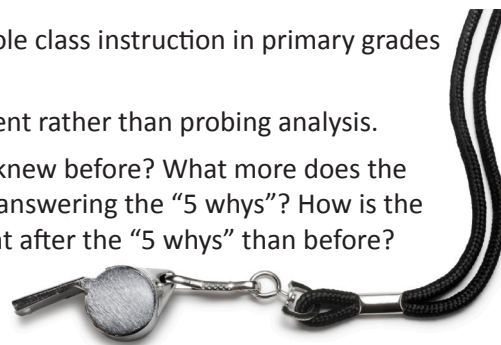 ole class instruction in primary grades
ent rather than probing analysis.
knew before? What more does the
answering the “5 whys”? How is the
t after the “5 whys” than before?